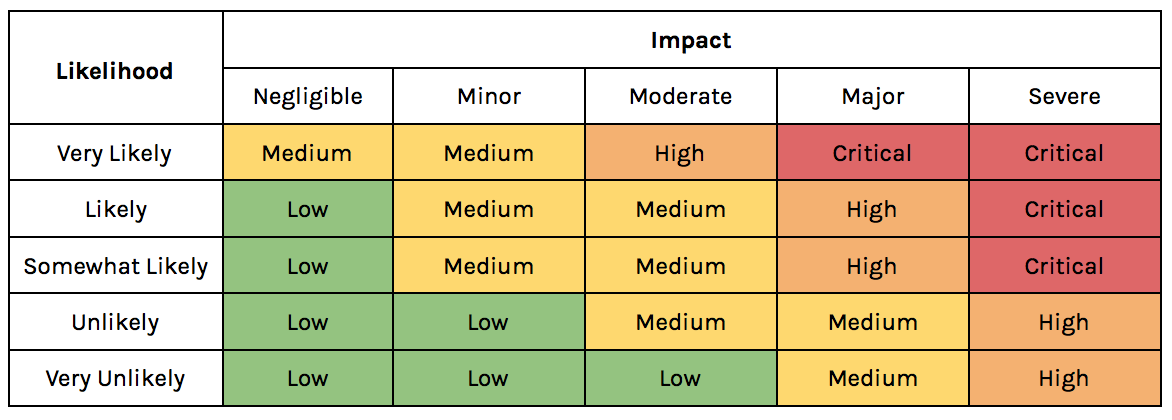 Impact
Likelihood
Negligible Minor Moderate Major Severe
Very Likely Medium Medium High Critical Critical
Likely Low Medium Medium High Critical
Somewhat Likely Low Medium Medium High Critical
Unlikely Low Low Medium Medium High
Very Unlikely Low Low Low Medium High